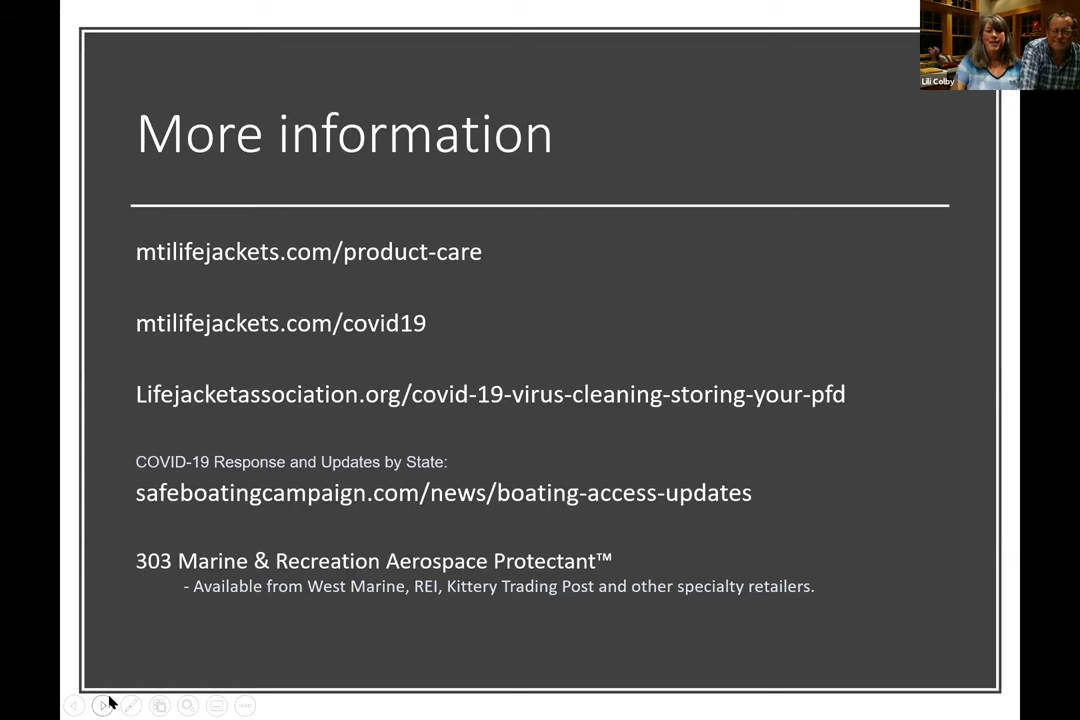 Lili Colby
More information
mtilifejackets.com/product-care
mtilifejackets.com/covid19
Lifejacketassociation.org/covid-19-virus-cleaning-storing-your-pfd
COVID-19 Response and Updates by State:
safeboatingcampaign.com/news/boating-access-updates
303 Marine & Recreation Aerospace Protectant™
- Available from West Marine, REI, Kittery Trading Post and other specialty retailers.